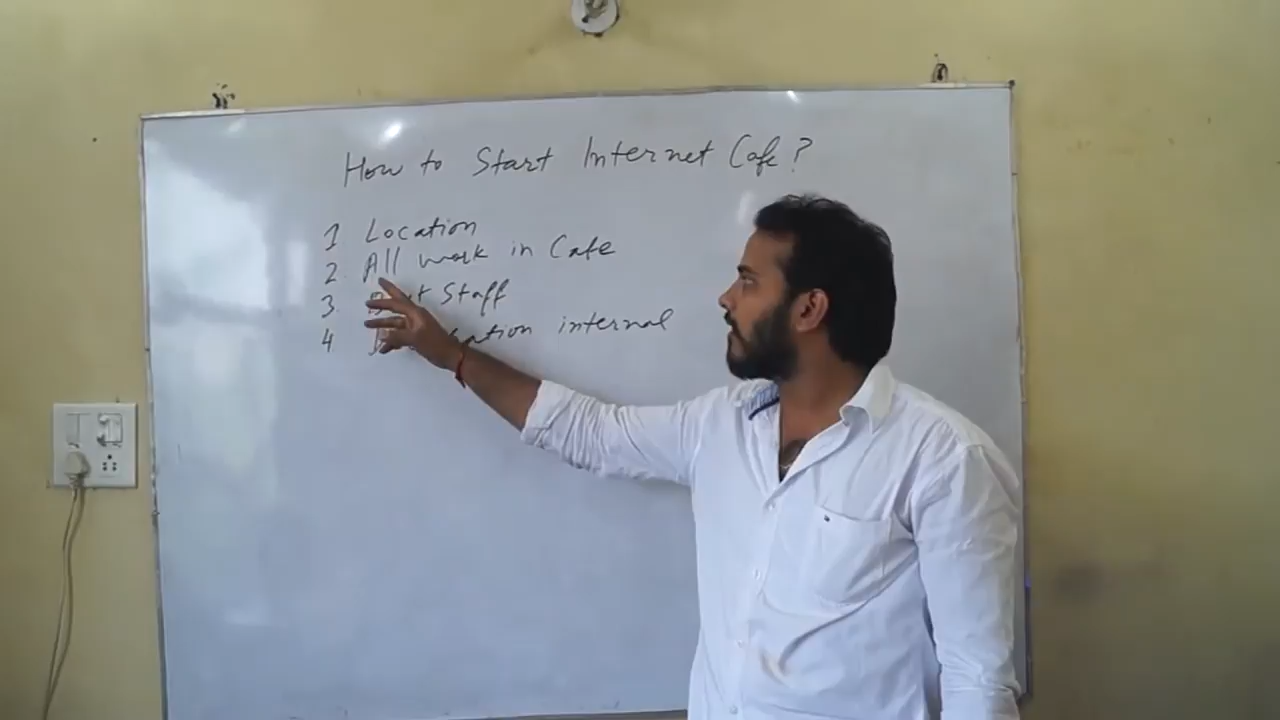 How to Start Internet Cafe?
1 Location
2. All work in Cafe
3. Staff
4 internal